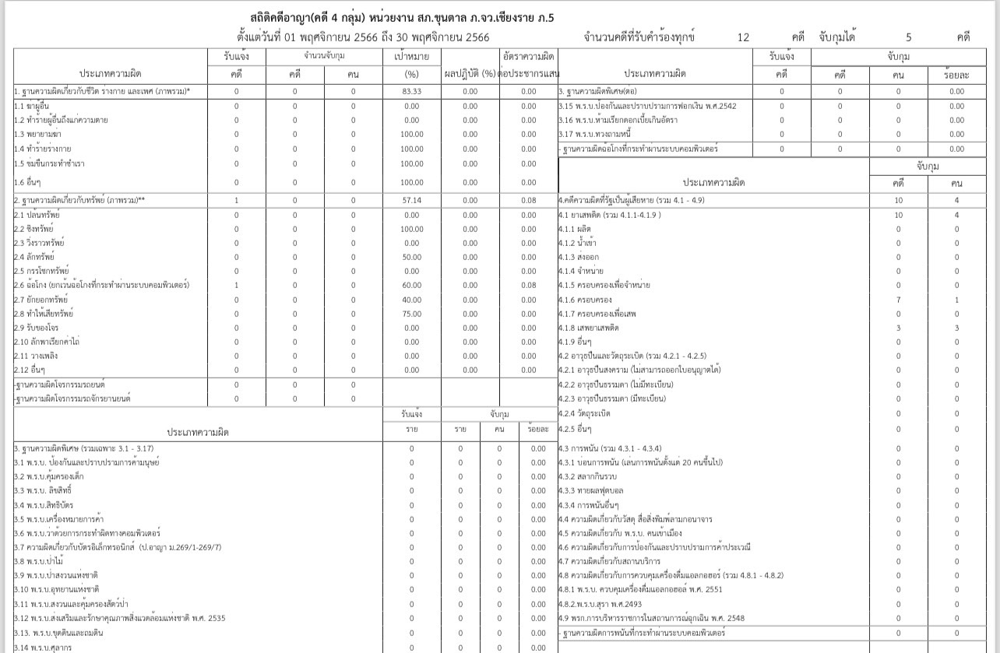 สถิติคดีอาญา(คดี 4 กลุ่ม) หน่วยงาน สภ.ขุนตาล ภ.จว.เชียงราย ภ.5
ตั้งแต่วันที่ 01 พฤศจิกายน 2566 ถึง 30 พฤศจิกายน 2566 จำนวนคดีที่รับคำร้องทุกข์ 12 คดี จับกุมได้ 5 คดี
ประเภทความผิด รับแจ้ง จำนวนจับกุม เป้าหมาย ผลปฏิบัติ (%) อัตราความผิด
คดี คดี คน (%) ต่อประชากรแสน
1. ฐานความผิดเกี่ยวกับชีวิต ร่างกาย และเพศ (ภาพรวม)* 0 0 0 83.33 0.00 0.00
1.1 ฆ่าผู้อื่น 0 0 0 0.00 0.00 0.00
1.2 ทำร้ายผู้อื่นถึงแก่ความตาย 0 0 0 0.00 0.00 0.00
1.3 พยายามฆ่า 0 0 0 100.00 0.00 0.00
1.4 ทำร้ายร่างกาย 0 0 0 100.00 0.00 0.00
1.5 ข่มขืนกระทำชำเรา 0 0 0 100.00 0.00 0.00
1.6 อื่นๆ 0 0 0 100.00 0.00 0.00
2. ฐานความผิดเกี่ยวกับทรัพย์ (ภาพรวม)** 1 0 0 57.14 0.00 0.08
2.1 ปล้นทรัพย์ 0 0 0 0.00 0.00 0.00
2.2 ชิงทรัพย์ 0 0 0 100.00 0.00 0.00
2.3 วิ่งราวทรัพย์ 0 0 0 0.00 0.00 0.00
2.4 ลักทรัพย์ 0 0 0 50.00 0.00 0.00
2.5 กรรโชกทรัพย์ 0 0 0 0.00 0.00 0.00
2.6 ฉ้อโกง (ยกเว้นฉ้อโกงที่กระทำผ่านระบบคอมพิวเตอร์) 1 0 0 60.00 0.00 0.08
2.7 ยักยอกทรัพย์ 0 0 0 40.00 0.00 0.00
2.8 ทำให้เสียทรัพย์ 0 0 0 75.00 0.00 0.00
2.9 รับของโจร 0 0 0 0.00 0.00 0.00
2.10 ลักพาเรียกค่าไถ่ 0 0 0 0.00 0.00 0.00
2.11 วางเพลิง 0 0 0 0.00 0.00 0.00
2.12 อื่นๆ 0 0 0 0.00 0.00 0.00
-ฐานความผิดโจรกรรมรถยนต์ 0 0 0
-ฐานความผิดโจรกรรมรถจักรยานยนต์ 0 0 0
ประเภทความผิด รับแจ้ง จับกุม
ราย ราย คน ร้อยละ
3. ฐานความผิดพิเศษ (รวมเฉพาะ 3.1 - 3.17) 0 0 0 0.00
3.1 พ.ร.บ. ป้องกันและปราบปรามการค้ามนุษย์ 0 0 0 0.00
3.2 พ.ร.บ.คุ้มครองเด็ก 0 0 0 0.00
3.3 พ.ร.บ. ลิขสิทธิ์ 0 0 0 0.00
3.4 พ.ร.บ.สิทธิบัตร 0 0 0 0.00
3.5 พ.ร.บ.เครื่องหมายการค้า 0 0 0 0.00
3.6 พ.ร.บ.ว่าด้วยการกระทำผิดทางคอมพิวเตอร์ 0 0 0 0.00
3.7 ความผิดเกี่ยวกับบัตรอิเล็กทรอนิกส์ (ป.อาญา ม.269/1-269/7) 0 0 0 0.00
3.8 พ.ร.บ.ป่าไม้ 0 0 0 0.00
3.9 พ.ร.บ.ป่าสงวนแห่งชาติ 0 0 0 0.00
3.10 พ.ร.บ.อุทยานแห่งชาติ 0 0 0 0.00
3.11 พ.ร.บ.สงวนและคุ้มครองสัตว์ป่า 0 0 0 0.00
3.12 พ.ร.บ.ส่งเสริมและรักษาคุณภาพสิ่งแวดล้อมแห่งชาติ พ.ศ. 2535 0 0 0 0.00
3.13. พ.ร.บ.ขุดดินและถมดิน 0 0 0 0.00
3.14 พ.ร.บ.ศุลากร 0 0 0 0.00
ประเภทความผิด รับแจ้ง จับกุม
คดี คดี คน ร้อยละ
3. ฐานความผิดพิเศษ(ต่อ) 0 0 0 0.00
3.15 พ.ร.บ.ป้องกันและปราบปรามการฟอกเงิน พ.ศ.2542 0 0 0 0.00
3.16 พ.ร.บ.ห้ามเรียกดอกเบี้ยเกินอัตรา 0 0 0 0.00
3.17 พ.ร.บ.ทวงถามหนี้ 0 0 0 0.00
- ฐานความผิดฉ้อโกงที่กระทำผ่านระบบคอมพิวเตอร์ 0 0 0 0.00
ประเภทความผิด จับกุม
คดี คน
4.คดีความผิดที่รัฐเป็นผู้เสียหาย (รวม 4.1 - 4.9) 10 4
4.1 ยาเสพติด (รวม 4.1.1-4.1.9 ) 10 4
4.1.1 ผลิต 0 0
4.1.2 นำเข้า 0 0
4.1.3 ส่งออก 0 0
4.1.4 จำหน่าย 0 0
4.1.5 ครอบครองเพื่อจำหน่าย 0 0
4.1.6 ครอบครอง 7 1
4.1.7 ครอบครองเพื่อเสพ 0 0
4.1.8 เสพยาเสพติด 3 3
4.1.9 อื่นๆ 0 0
4.2 อาวุธปืนและวัตถุระเบิด (รวม 4.2.1 - 4.2.5) 0 0
4.2.1 อาวุธปืนสงคราม (ไม่สามารถออกใบอนุญาตได้) 0 0
4.2.2 อาวุธปืนธรรมดา (ไม่มีทะเบียน) 0 0
4.2.3 อาวุธปืนธรรมดา (มีทะเบียน) 0 0
4.2.4 วัตถุระเบิด 0 0
4.2.5 อื่นๆ 0 0
4.3 การพนัน (รวม 4.3.1 - 4.3.4) 0 0
4.3.1 บ่อนการพนัน (เล่นการพนันตั้งแต่ 20 คนขึ้นไป) 0 0
4.3.2 สลากกินรวบ 0 0
4.3.3 ทายผลฟุตบอล 0 0
4.3.4 การพนันอื่นๆ 0 0
4.4 ความผิดเกี่ยวกับวัสดุ สื่อสิ่งพิมพ์ลามกอนาจาร 0 0
4.5 ความผิดเกี่ยวกับ พ.ร.บ. คนเข้าเมือง 0 0
4.6 ความผิดเกี่ยวกับการป้องกันและปราบปรามการค้าประเวณี 0 0
4.7 ความผิดเกี่ยวกับสถานบริการ 0 0
4.8 ความผิดเกี่ยวกับการควบคุมเครื่องดื่มแอลกอฮอร์ (รวม 4.8.1 - 4.8.2) 0 0
4.8.1 พ.ร.บ. ควบคุมเครื่องดื่มแอลกอฮอล์ พ.ศ. 2551 0 0
4.8.2.พ.ร.บ.สุรา พ.ศ.2493 0 0
4.9 พรก.การบริหารราชการในสถานการณ์ฉุกเฉิน พ.ศ. 2548 0 0
- ฐานความผิดการพนันที่กระทำผ่านระบบคอมพิวเตอร์ 0 0